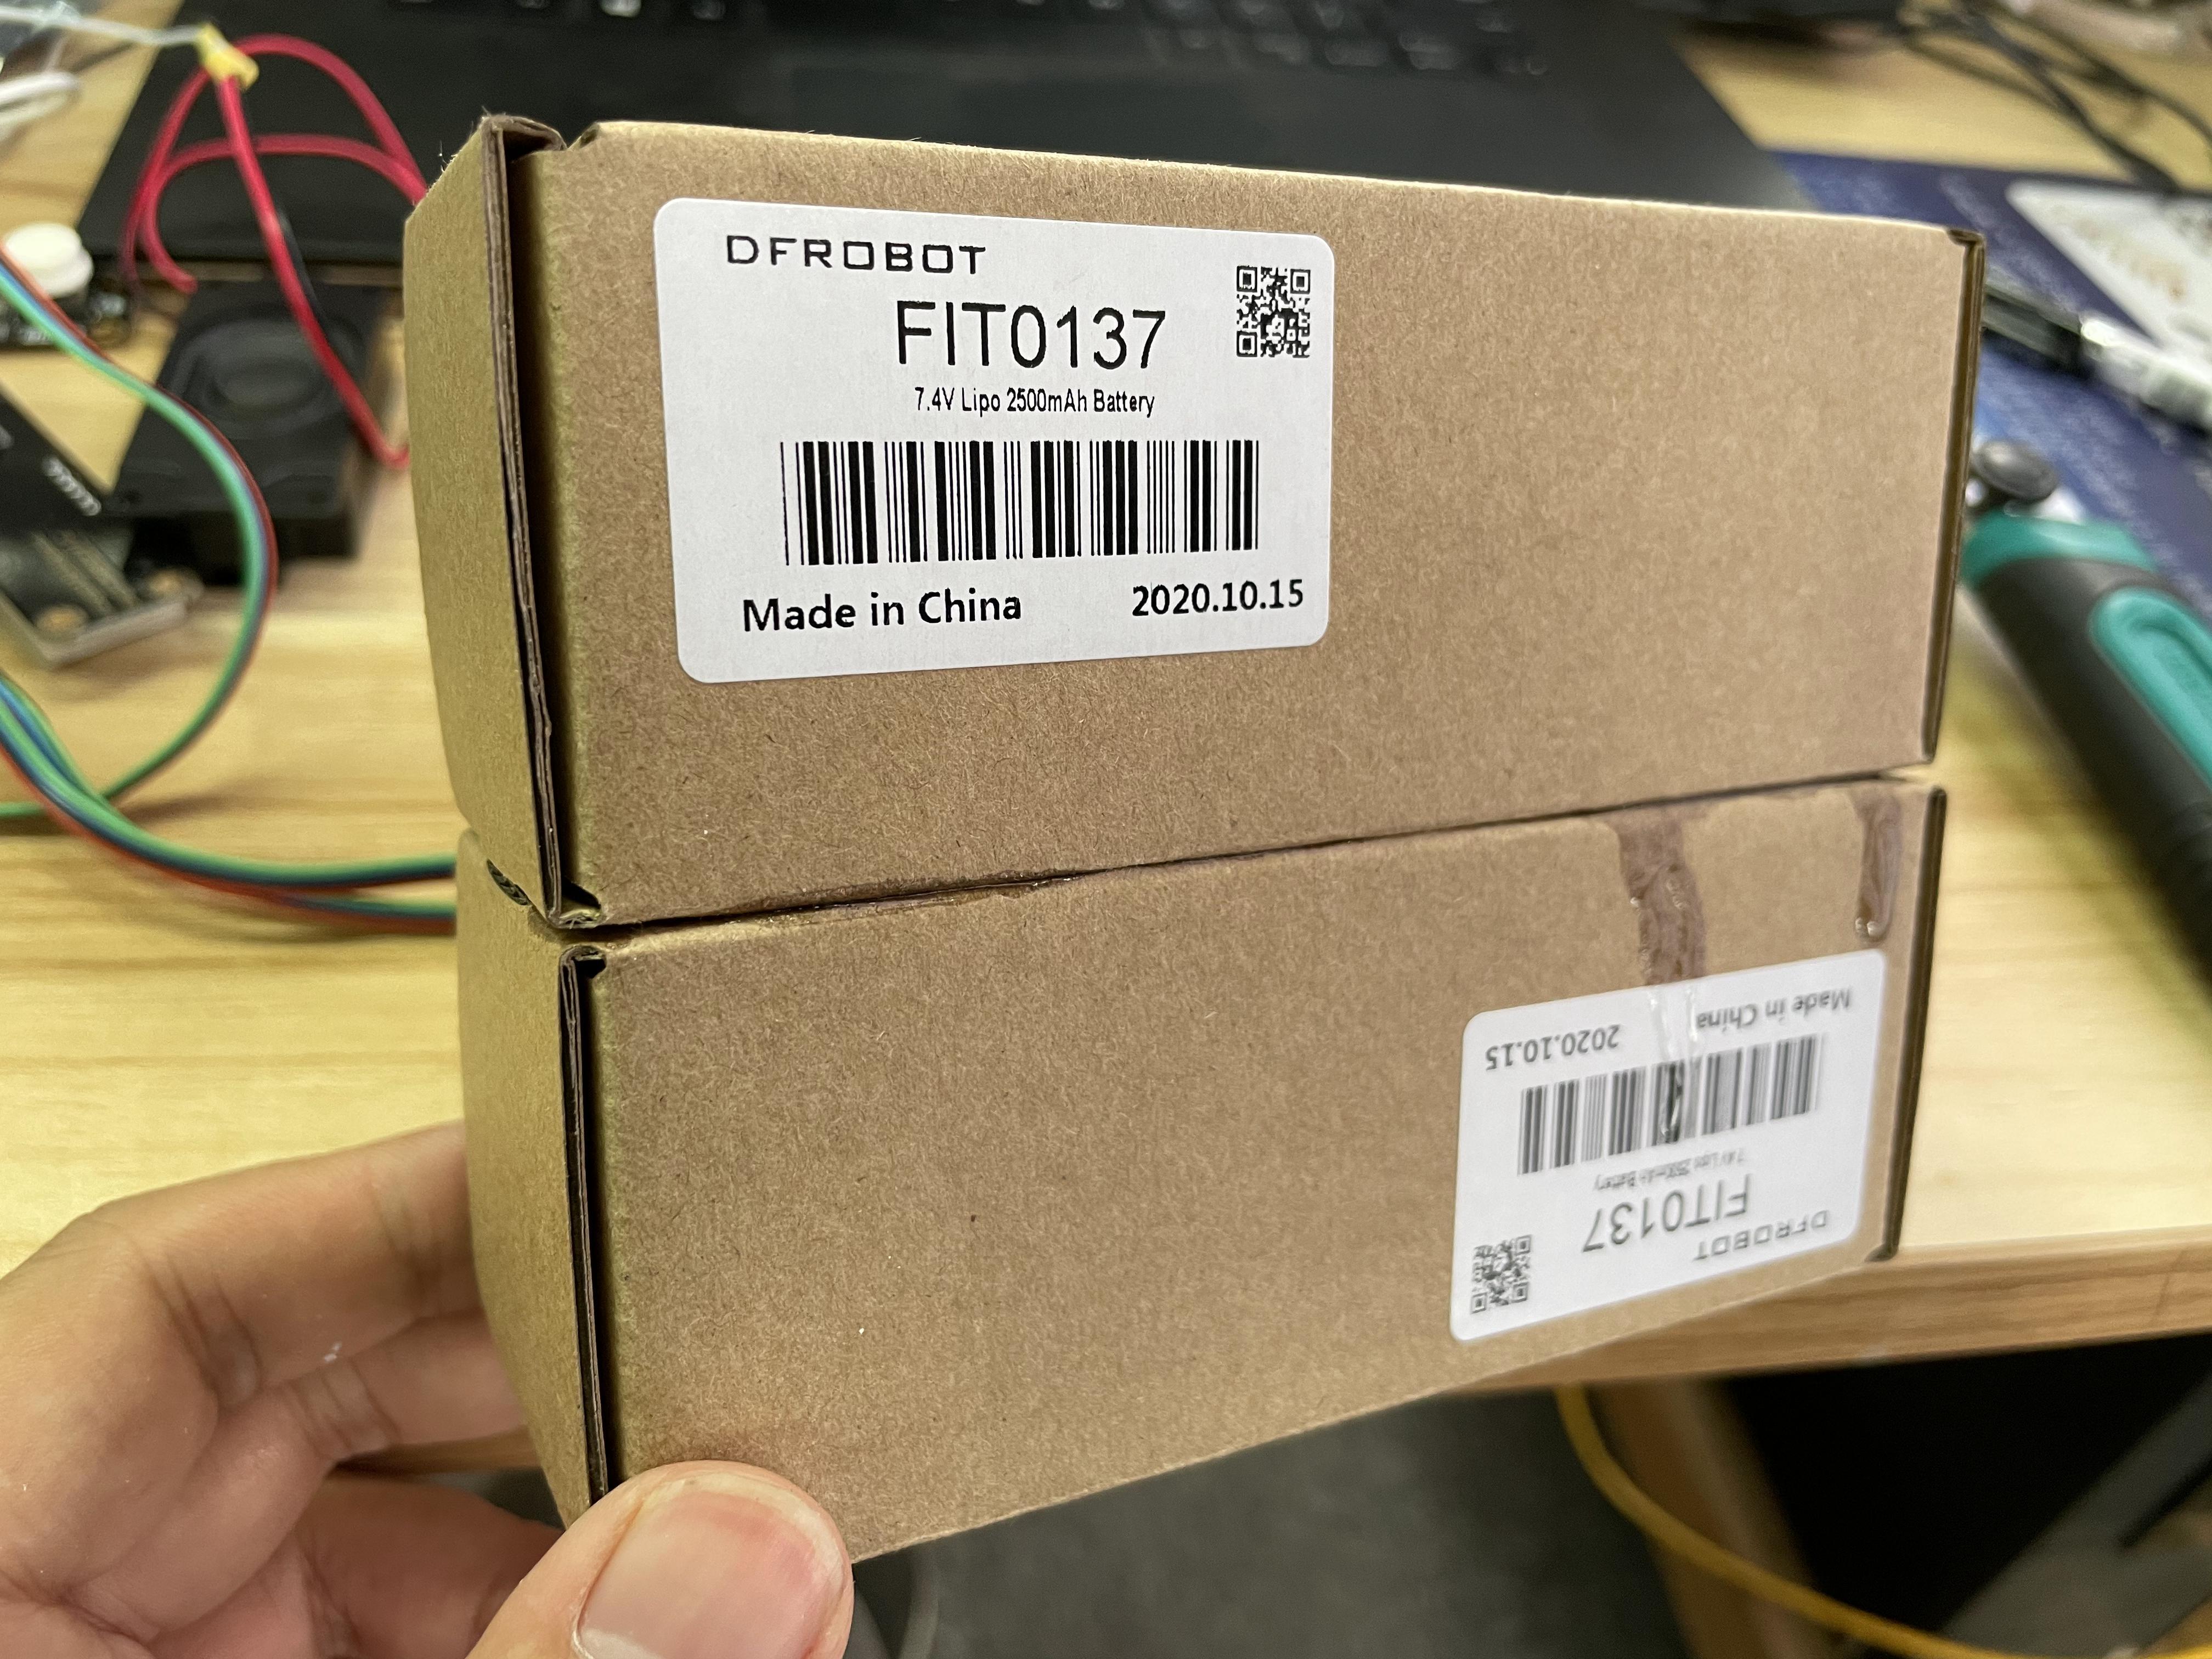 DFROBOT
FIT0137
7.4V Lipo 2500mAh Battery
Made in China 2020.10.15
Made in China 2020.10.15
7.4V Lipo 2500mAh Battery
FIT0137
DFROBOT